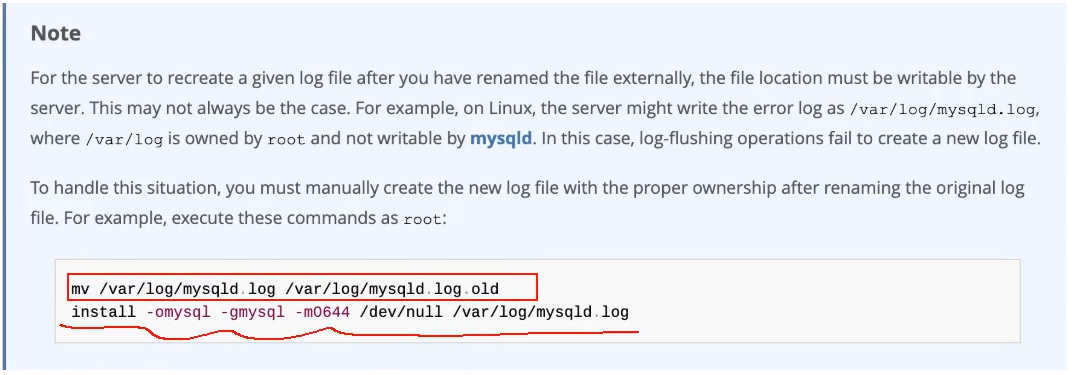 Note
For the server to recreate a given log file after you have renamed the file externally, the file location must be writable by the
server. This may not always be the case. For example, on Linux, the server might write the error log as /var/log/mysqld.log,
where /var/log is owned by root and not writable by mysqld. In this case, log-flushing operations fail to create a new log file.
To handle this situation, you must manually create the new log file with the proper ownership after renaming the original log
file. For example, execute these commands as root:
mv /var/log/mysqld.log /var/log/mysqld.log.old
install -omysql -gmysql -m0644 /dev/null /var/log/mysqld.log